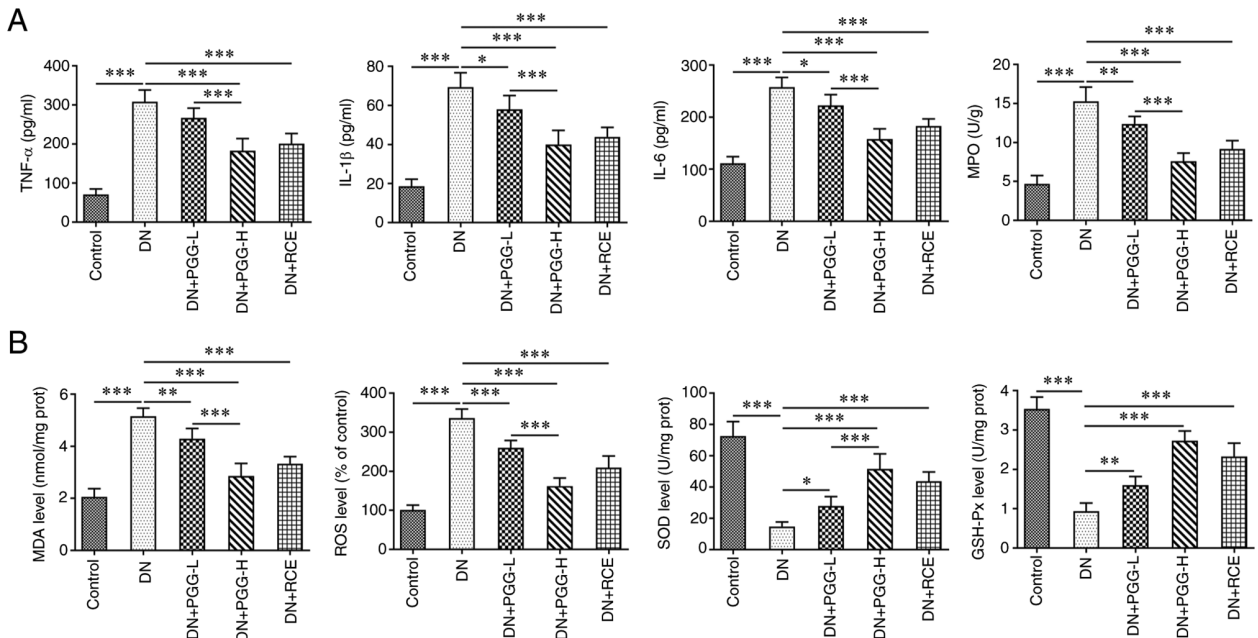 A
TNF-α (pg/ml)
400
300
200
100
0
***
***
***
***
Control
DN
DN+PGG-L
DN+PGG-H
DN+RCE
IL-1β (pg/ml)
80
60
40
20
0
***
***
***
*
***
Control
DN
DN+PGG-L
DN+PGG-H
DN+RCE
IL-6 (pg/ml)
300
200
100
0
***
***
***
*
***
Control
DN
DN+PGG-L
DN+PGG-H
DN+RCE
MPO (U/g)
20
15
10
5
0
***
***
***
**
***
Control
DN
DN+PGG-L
DN+PGG-H
DN+RCE
B
MDA level (nmol/mg prot)
6
4
2
0
***
***
***
**
***
Control
DN
DN+PGG-L
DN+PGG-H
DN+RCE
ROS level (% of control)
400
300
200
100
0
***
***
***
***
***
Control
DN
DN+PGG-L
DN+PGG-H
DN+RCE
SOD level (U/mg prot)
100
80
60
40
20
0
***
***
***
***
*
Control
DN
DN+PGG-L
DN+PGG-H
DN+RCE
GSH-Px level (U/mg prot)
4
3
2
1
0
***
***
***
**
Control
DN
DN+PGG-L
DN+PGG-H
DN+RCE